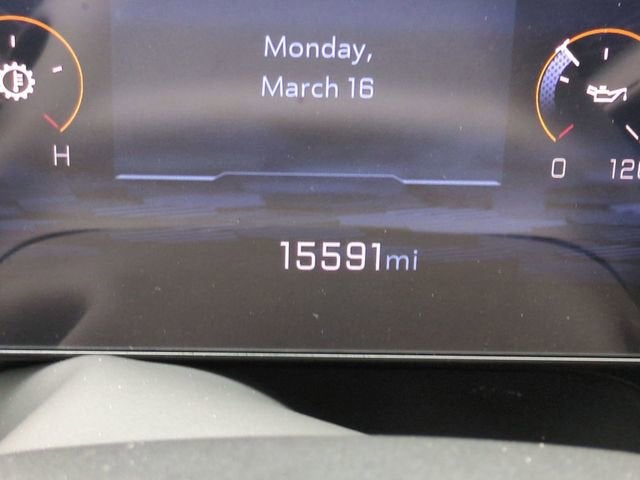 Monday,
March 16
H
0
15591mi